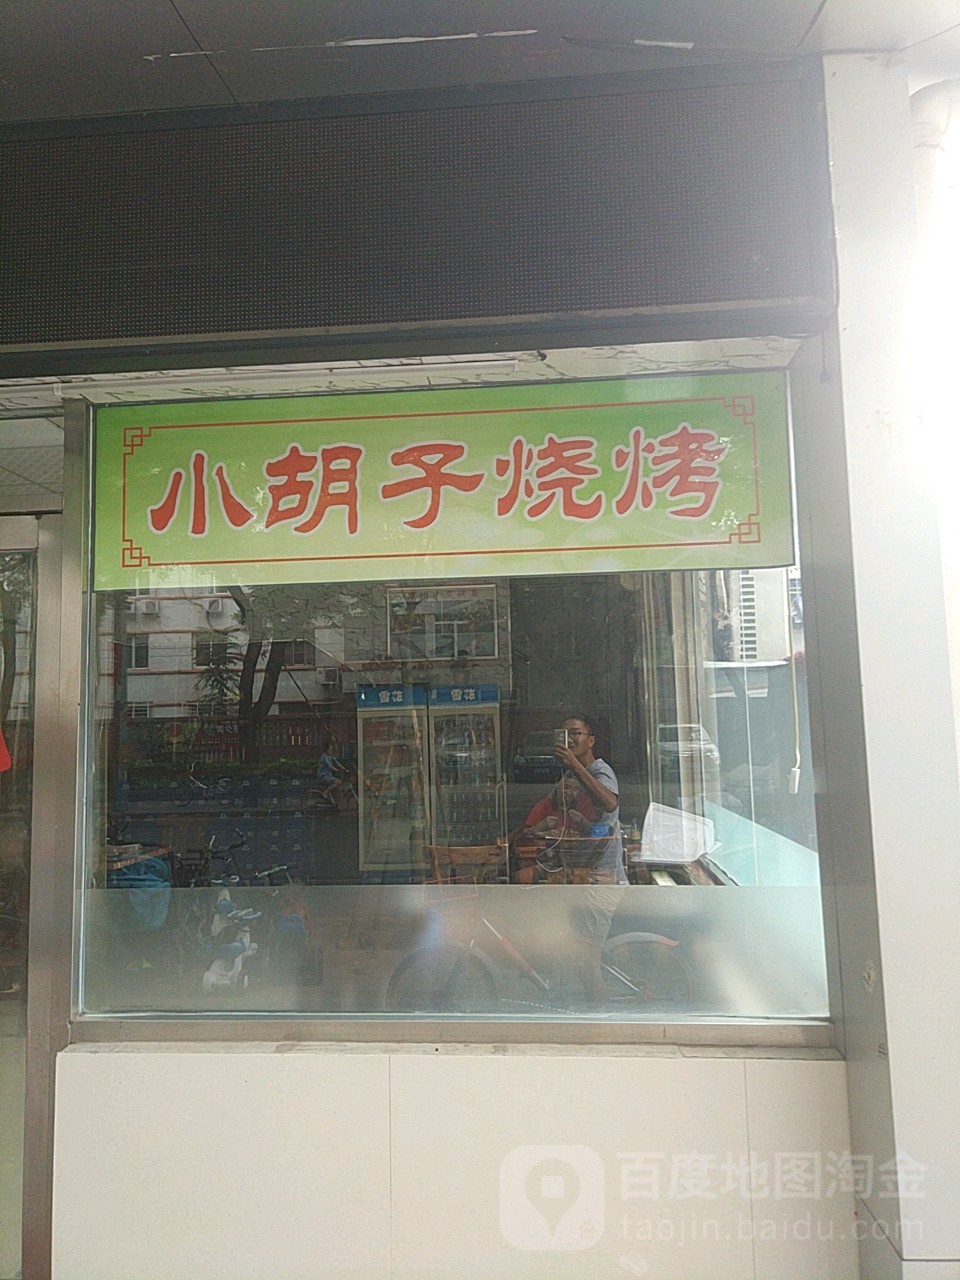 小胡子烧烤
雪花 雪花
百度地图淘金
taojin.baidu.com